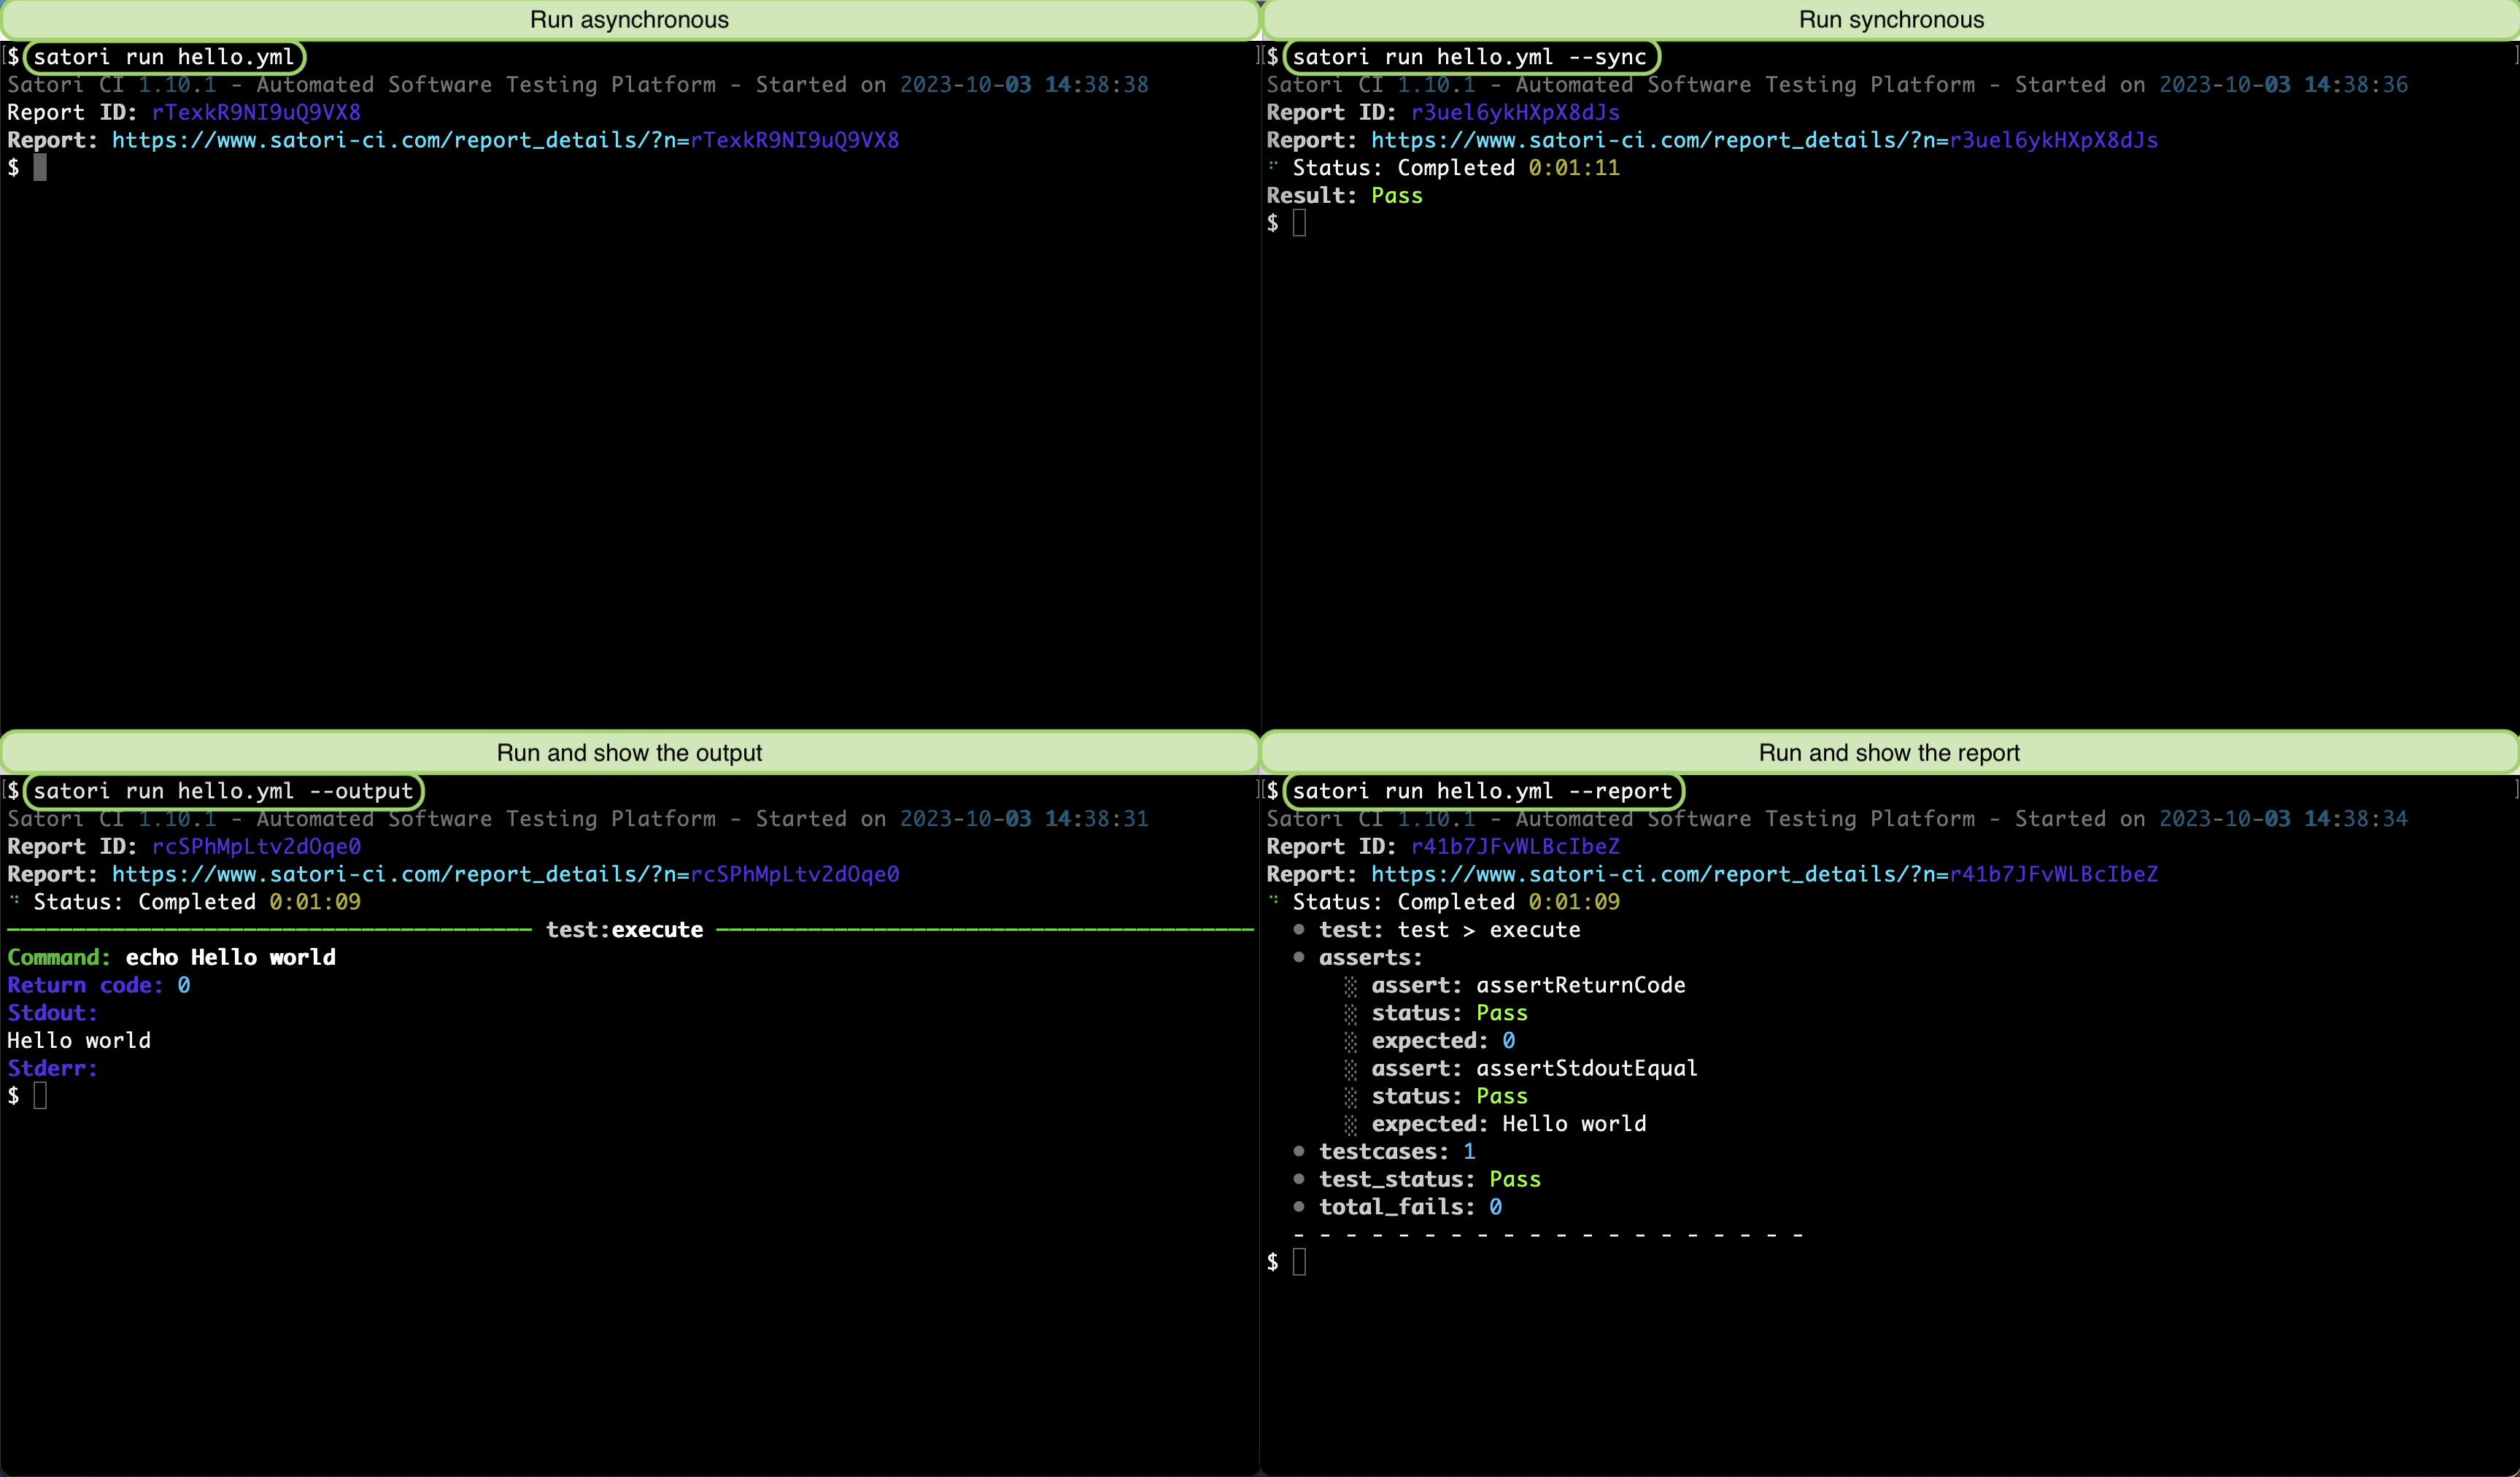 Run asynchronous
$ satori run hello.yml
Satori CI 1.10.1 - Automated Software Testing Platform - Started on 2023-10-03 14:38:38
Report ID: rTexkR9NI9uQ9VX8
Report: https://www.satori-ci.com/report_details/?n=rTexkR9NI9uQ9VX8
$
Run synchronous
$ satori run hello.yml --sync
Satori CI 1.10.1 - Automated Software Testing Platform - Started on 2023-10-03 14:38:36
Report ID: r3uel6ykHXpX8dJs
Report: https://www.satori-ci.com/report_details/?n=r3uel6ykHXpX8dJs
Status: Completed 0:01:11
Result: Pass
$
Run and show the output
$ satori run hello.yml --output
Satori CI 1.10.1 - Automated Software Testing Platform - Started on 2023-10-03 14:38:31
Report ID: rcSPhMpLtv2dOqe0
Report: https://www.satori-ci.com/report_details/?n=rcSPhMpLtv2dOqe0
Status: Completed 0:01:09
test:execute
Command: echo Hello world
Return code: 0
Stdout:
Hello world
Stderr:
$
Run and show the report
$ satori run hello.yml --report
Satori CI 1.10.1 - Automated Software Testing Platform - Started on 2023-10-03 14:38:34
Report ID: r41b7JFvWLBcIbeZ
Report: https://www.satori-ci.com/report_details/?n=r41b7JFvWLBcIbeZ
Status: Completed 0:01:09
• test: test > execute
• asserts:
░ assert: assertReturnCode
░ status: Pass
░ expected: 0
░ assert: assertStdoutEqual
░ status: Pass
░ expected: Hello world
• testcases: 1
• test_status: Pass
• total_fails: 0
- - - - - - - - - - - - - - - - - - - -
$